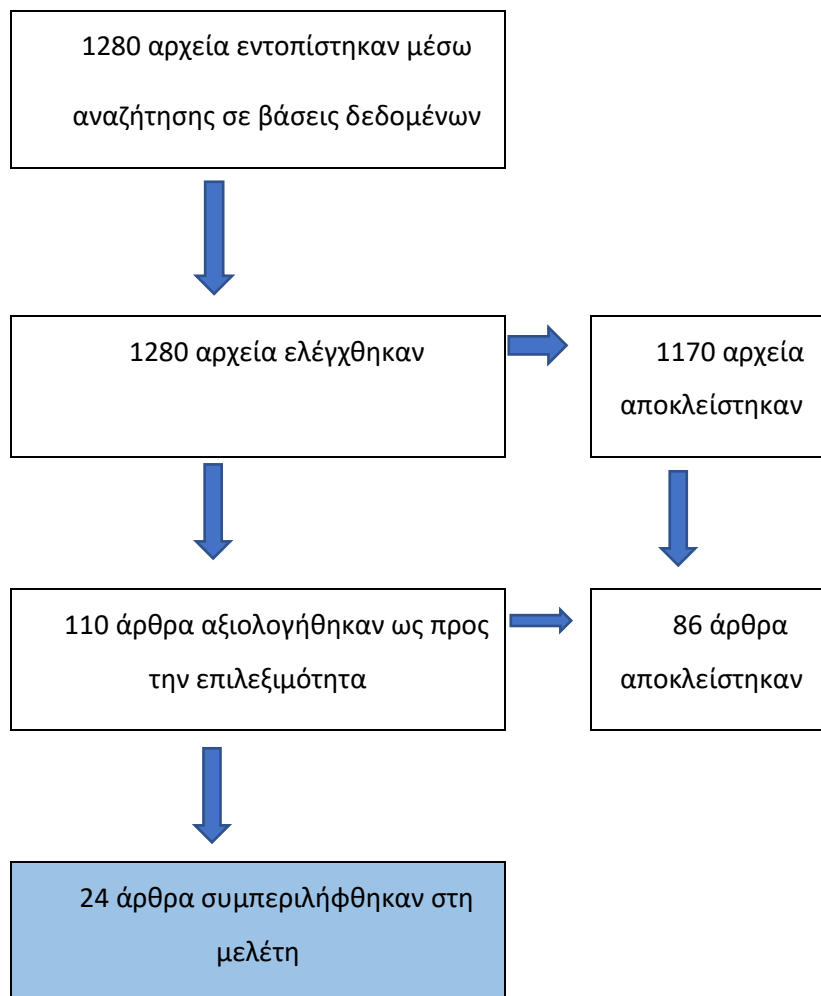 1280 αρχεία εντοπίστηκαν μέσω
αναζήτησης σε βάσεις δεδομένων
1280 αρχεία ελέγχθηκαν
1170 αρχεία
αποκλείστηκαν
110 άρθρα αξιολογήθηκαν ως προς
την επιλεξιμότητα
86 άρθρα
αποκλείστηκαν
24 άρθρα συμπεριλήφθηκαν στη
μελέτη